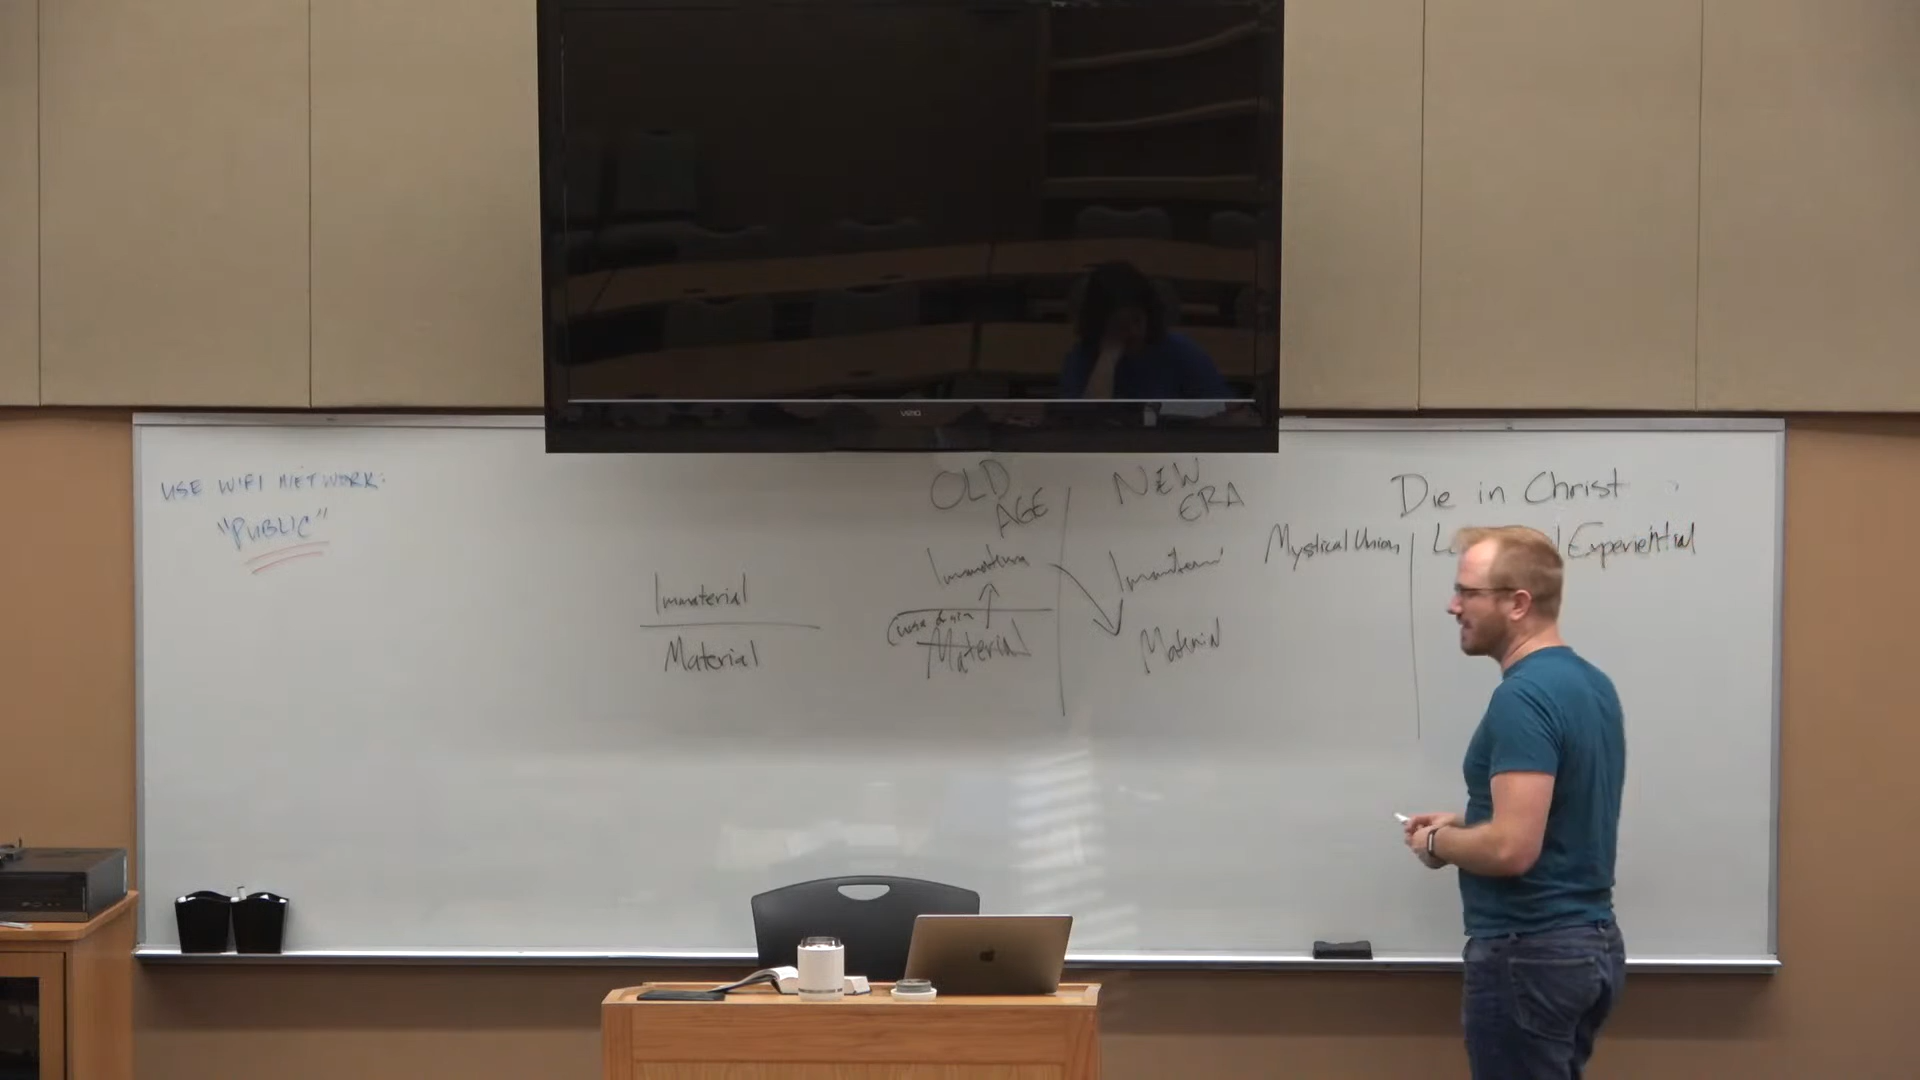 USE WIFI NETWORK:
"PUBLIC"
Immaterial
Material
OLD
AGE
Material
NEW
ERA
Material
Die in Christ
Mystical Union
Experiential
VIZIO